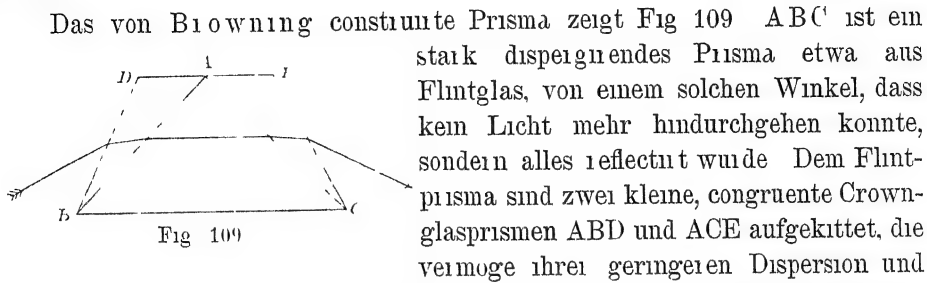 Das von Browning construirte Prisma zeigt Fig 109 ABC ist ein
stark dispergirendes Prisma etwa aus
Flintglas, von einem solchen Winkel, dass
kein Licht mehr hindurchgehen konnte,
sondern alles reflectirt wurde Dem Flint-
prisma sind zwei kleine, congruente Crown-
glasprismen ABD und ACE aufgekittet, die
vermoge ihrer geringeren Dispersion und
D A
B C
Fig 109